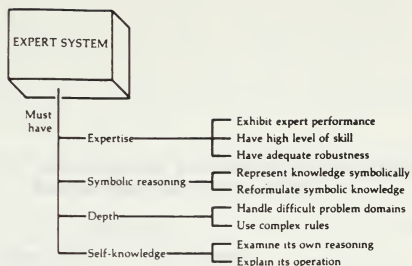 EXPERT SYSTEM
Must
have
Expertise
Exhibit expert performance
Have high level of skill
Have adequate robustness
Symbolic reasoning
Represent knowledge symbolically
Reformulate symbolic knowledge
Depth
Handle difficult problem domains
Use complex rules
Self-knowledge
Examine its own reasoning
Explain its operation